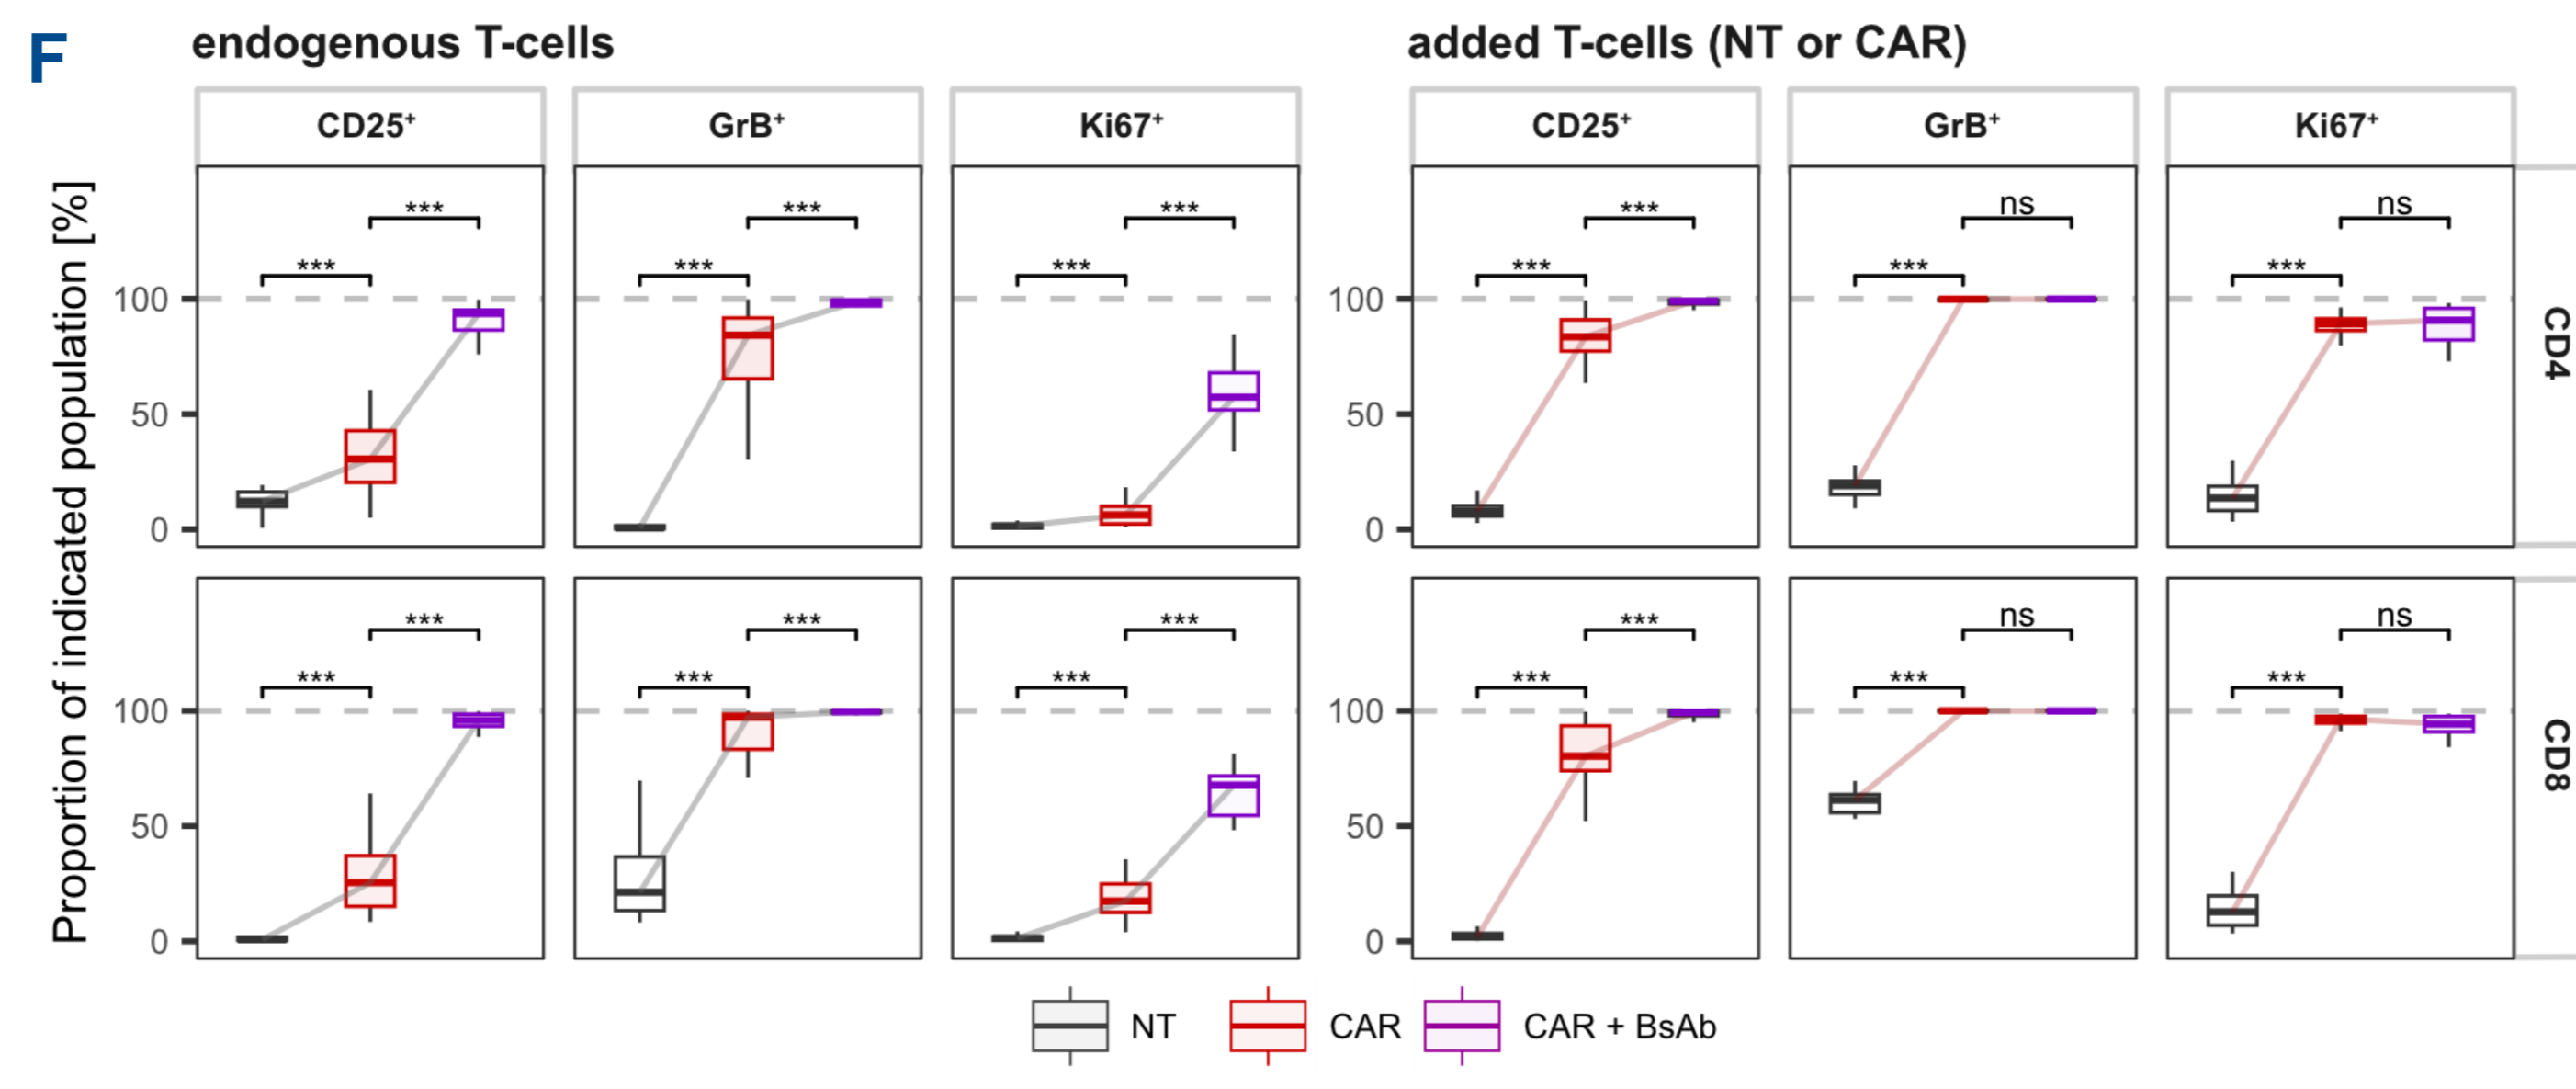 F
endogenous T-cells
added T-cells (NT or CAR)
CD25⁺ GrB⁺ Ki67⁺ CD25⁺ GrB⁺ Ki67⁺
Proportion of indicated population [%]
*** *** *** *** ns ns
*** *** *** *** *** ***
100 100
50 50
0 0
CD4
*** *** *** *** ns ns
*** *** *** *** *** ***
100 100
50 50
0 0
CD8
NT CAR CAR + BsAb